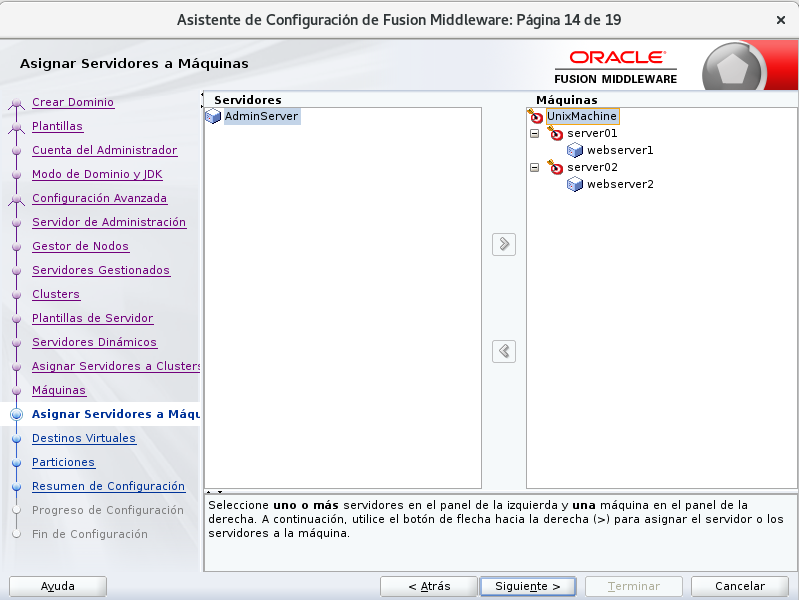 Asistente de Configuración de Fusion Middleware: Página 14 de 19
Asignar Servidores a Máquinas
ORACLE
FUSION MIDDLEWARE
Crear Dominio
Plantillas
Cuenta del Administrador
Modo de Dominio y JDK
Configuración Avanzada
Servidor de Administración
Gestor de Nodos
Servidores Gestionados
Clusters
Plantillas de Servidor
Servidores Dinámicos
Asignar Servidores a Clusters
Máquinas
Asignar Servidores a Máqu
Destinos Virtuales
Particiones
Resumen de Configuración
Progreso de Configuración
Fin de Configuración
Servidores
AdminServer
Máquinas
UnixMachine
server01
webserver1
server02
webserver2
Seleccione uno o más servidores en el panel de la izquierda y una máquina en el panel de la
derecha. A continuación, utilice el botón de flecha hacia la derecha (>) para asignar el servidor o los
servidores a la máquina.
Ayuda
< Atrás
Siguiente >
Terminar
Cancelar